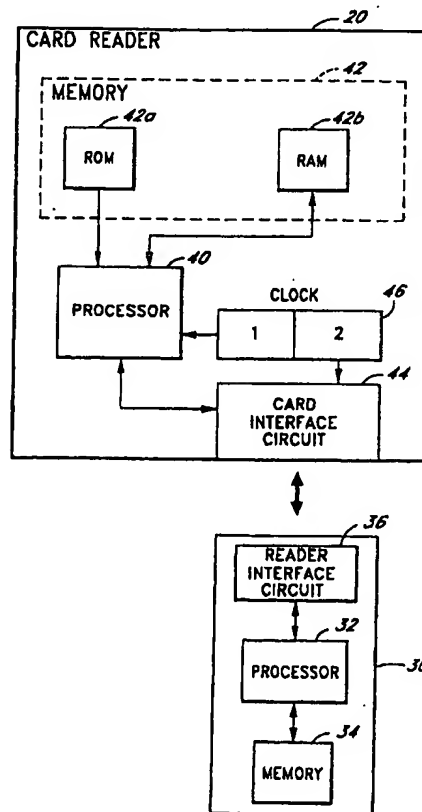 20
CARD READER
42
MEMORY
42a
42b
ROM
RAM
40
CLOCK
46
PROCESSOR
1
2
44
CARD
INTERFACE
CIRCUIT
36
READER
INTERFACE
CIRCUIT
32
PROCESSOR
34
MEMORY